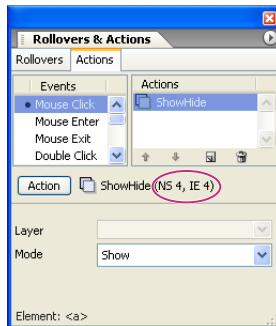 Rollovers & Actions
Rollovers Actions
Events
Actions
Mouse Click
ShowHide
Mouse Enter
Mouse Exit
Double Click
Action ShowHide (NS 4, IE 4)
Layer
Mode Show
Element: <a>